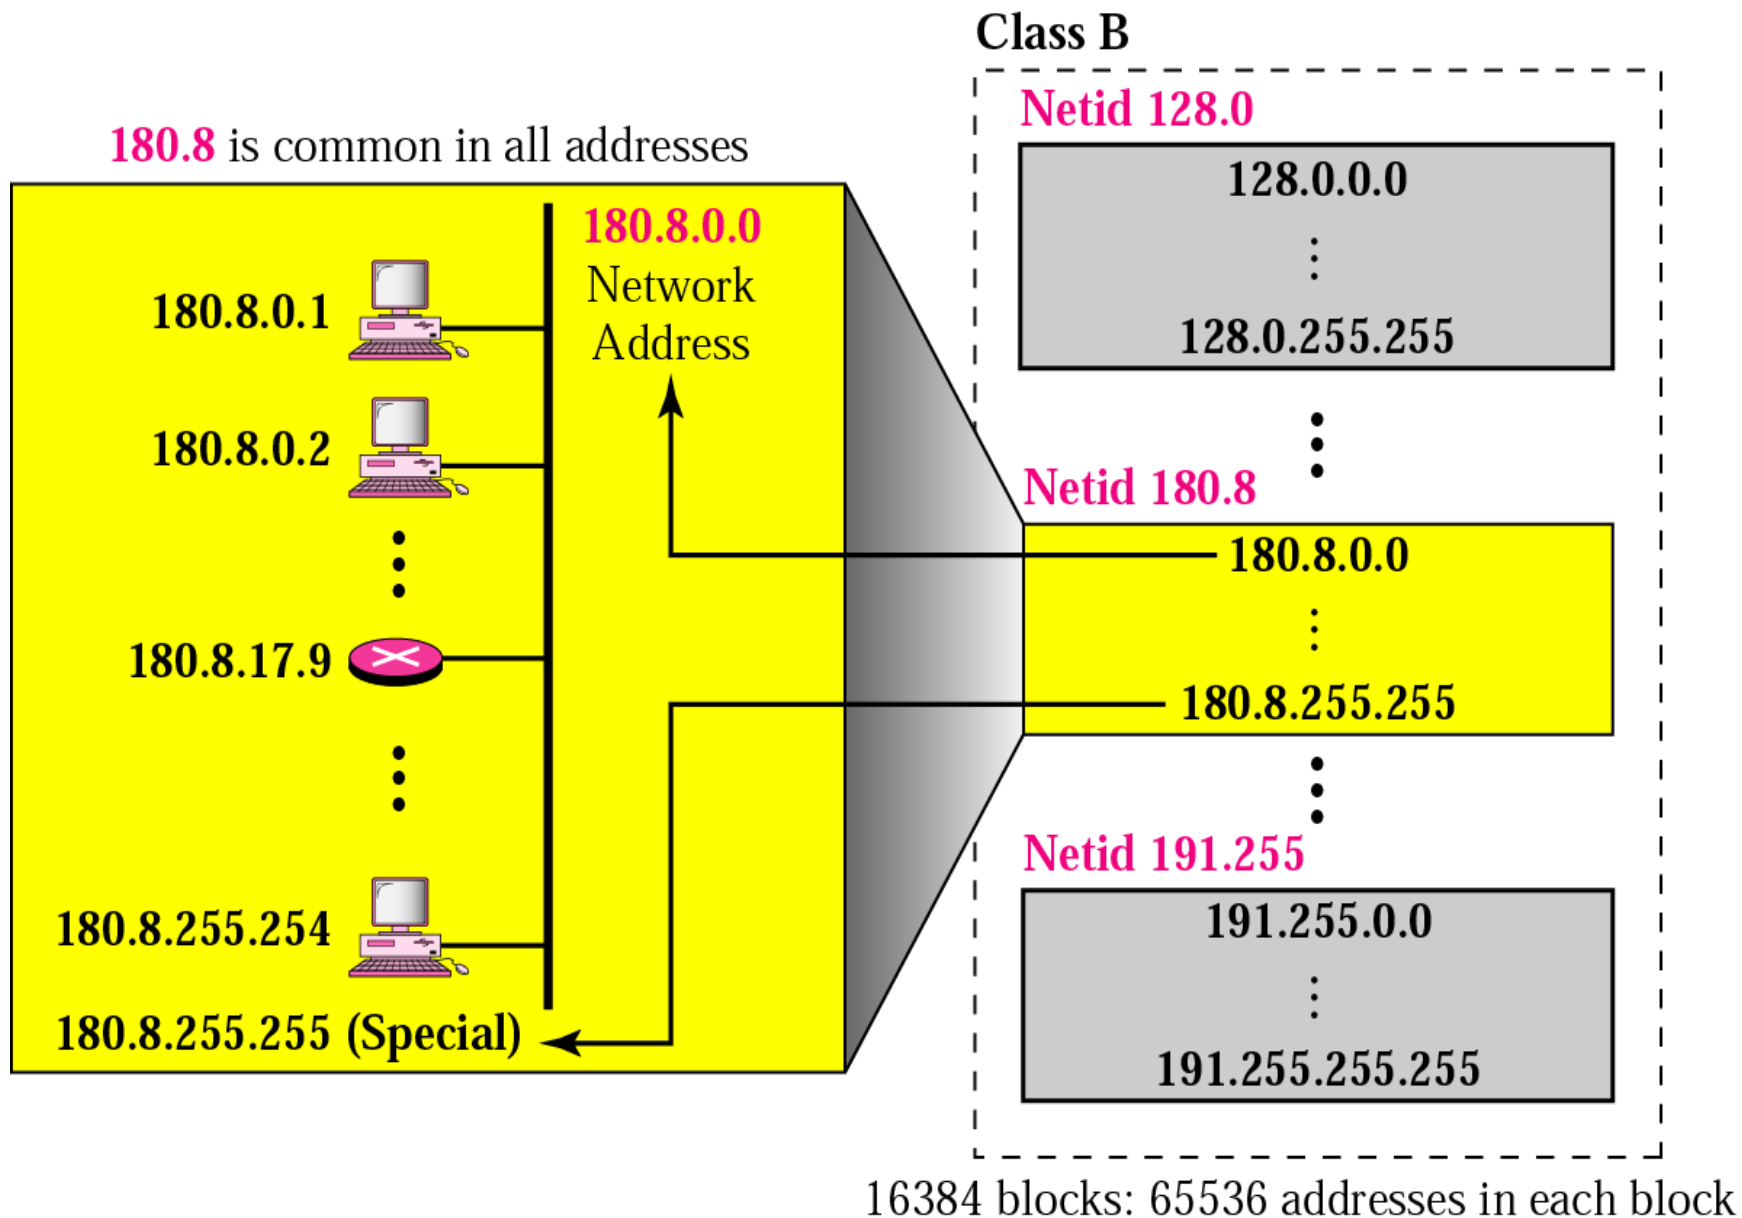 Class B
180.8 is common in all addresses
180.8.0.0
Network
Address
180.8.0.1
180.8.0.2
180.8.17.9
180.8.255.254
180.8.255.255 (Special)
Netid 128.0
128.0.0.0
128.0.255.255
Netid 180.8
180.8.0.0
180.8.255.255
Netid 191.255
191.255.0.0
191.255.255.255
16384 blocks: 65536 addresses in each block